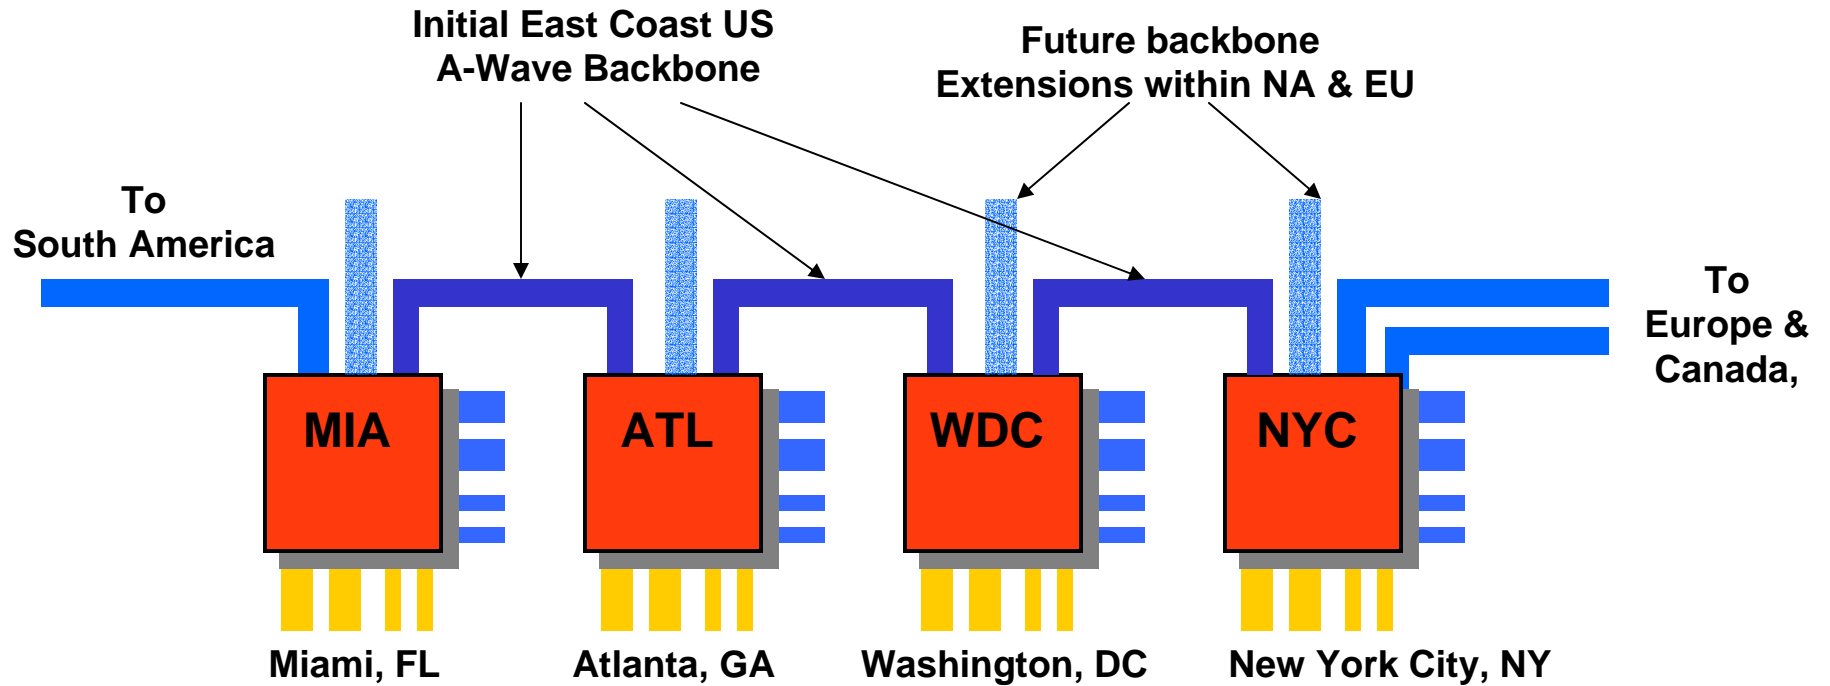 Initial East Coast US
A-Wave Backbone
Future backbone
Extensions within NA & EU
To
South America
To
Europe &
Canada,
MIA
ATL
WDC
NYC
Miami, FL
Atlanta, GA
Washington, DC
New York City, NY